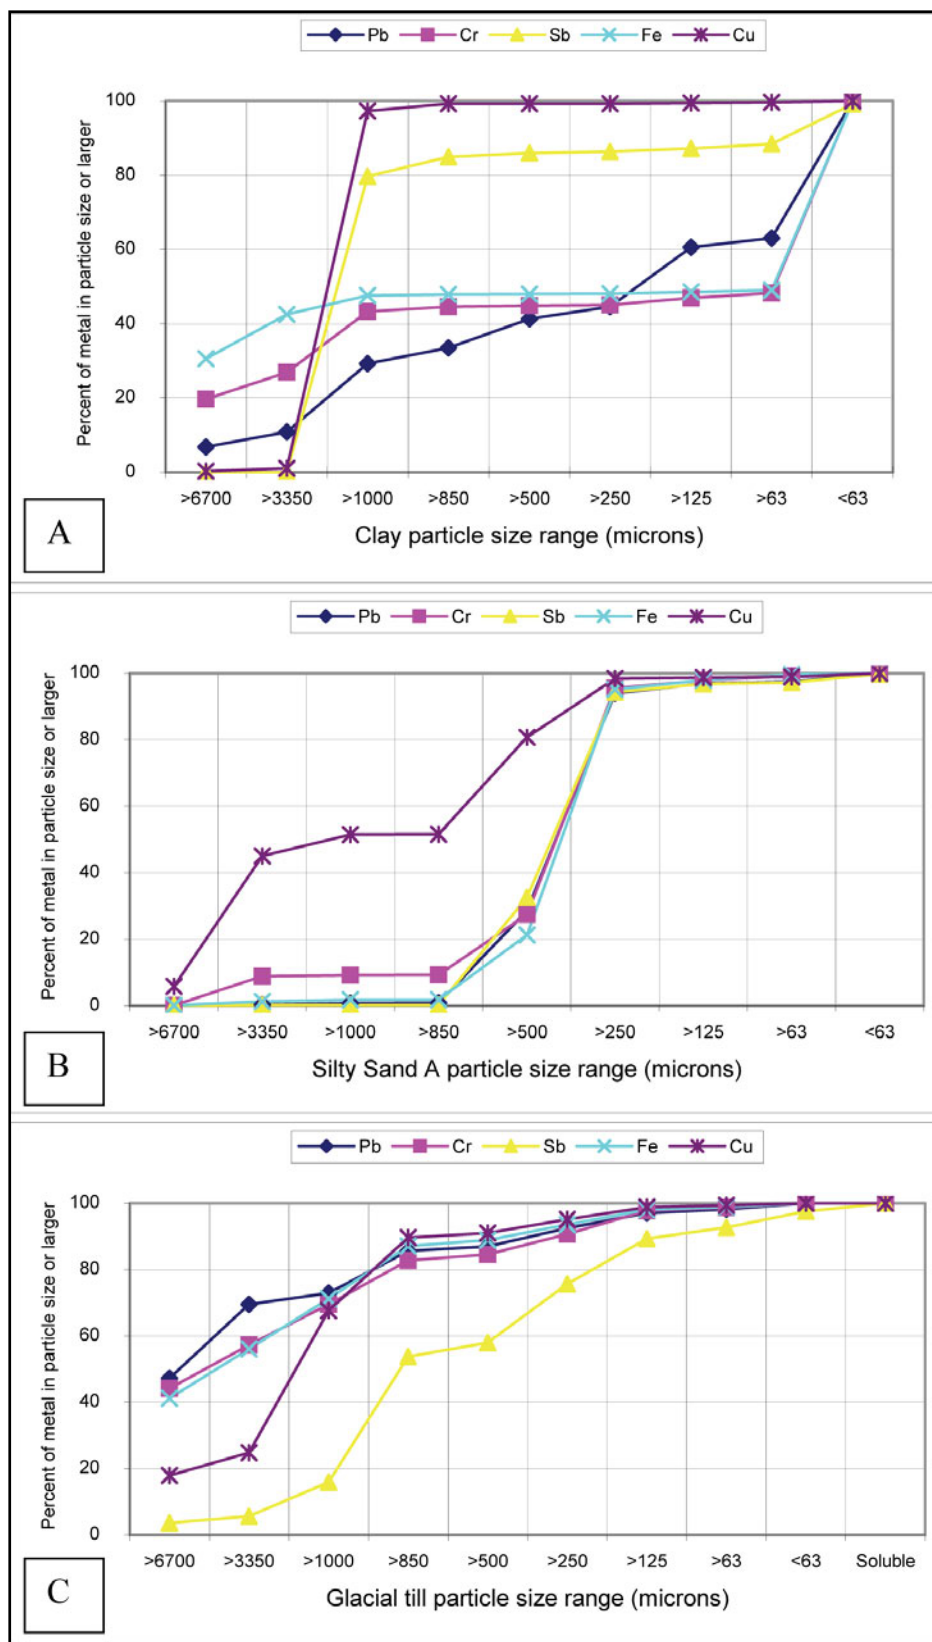 Pb Cr Sb Fe Cu
Percent of metal in particle size or larger
100
80
60
40
20
0
>6700 >3350 >1000 >850 >500 >250 >125 >63 <63
Clay particle size range (microns)
A
Pb Cr Sb Fe Cu
Percent of metal in particle size or larger
100
80
60
40
20
0
>6700 >3350 >1000 >850 >500 >250 >125 >63 <63
Silty Sand A particle size range (microns)
B
Pb Cr Sb Fe Cu
Percent of metal in particle size or larger
100
80
60
40
20
0
>6700 >3350 >1000 >850 >500 >250 >125 >63 <63 Soluble
Glacial till particle size range (microns)
C